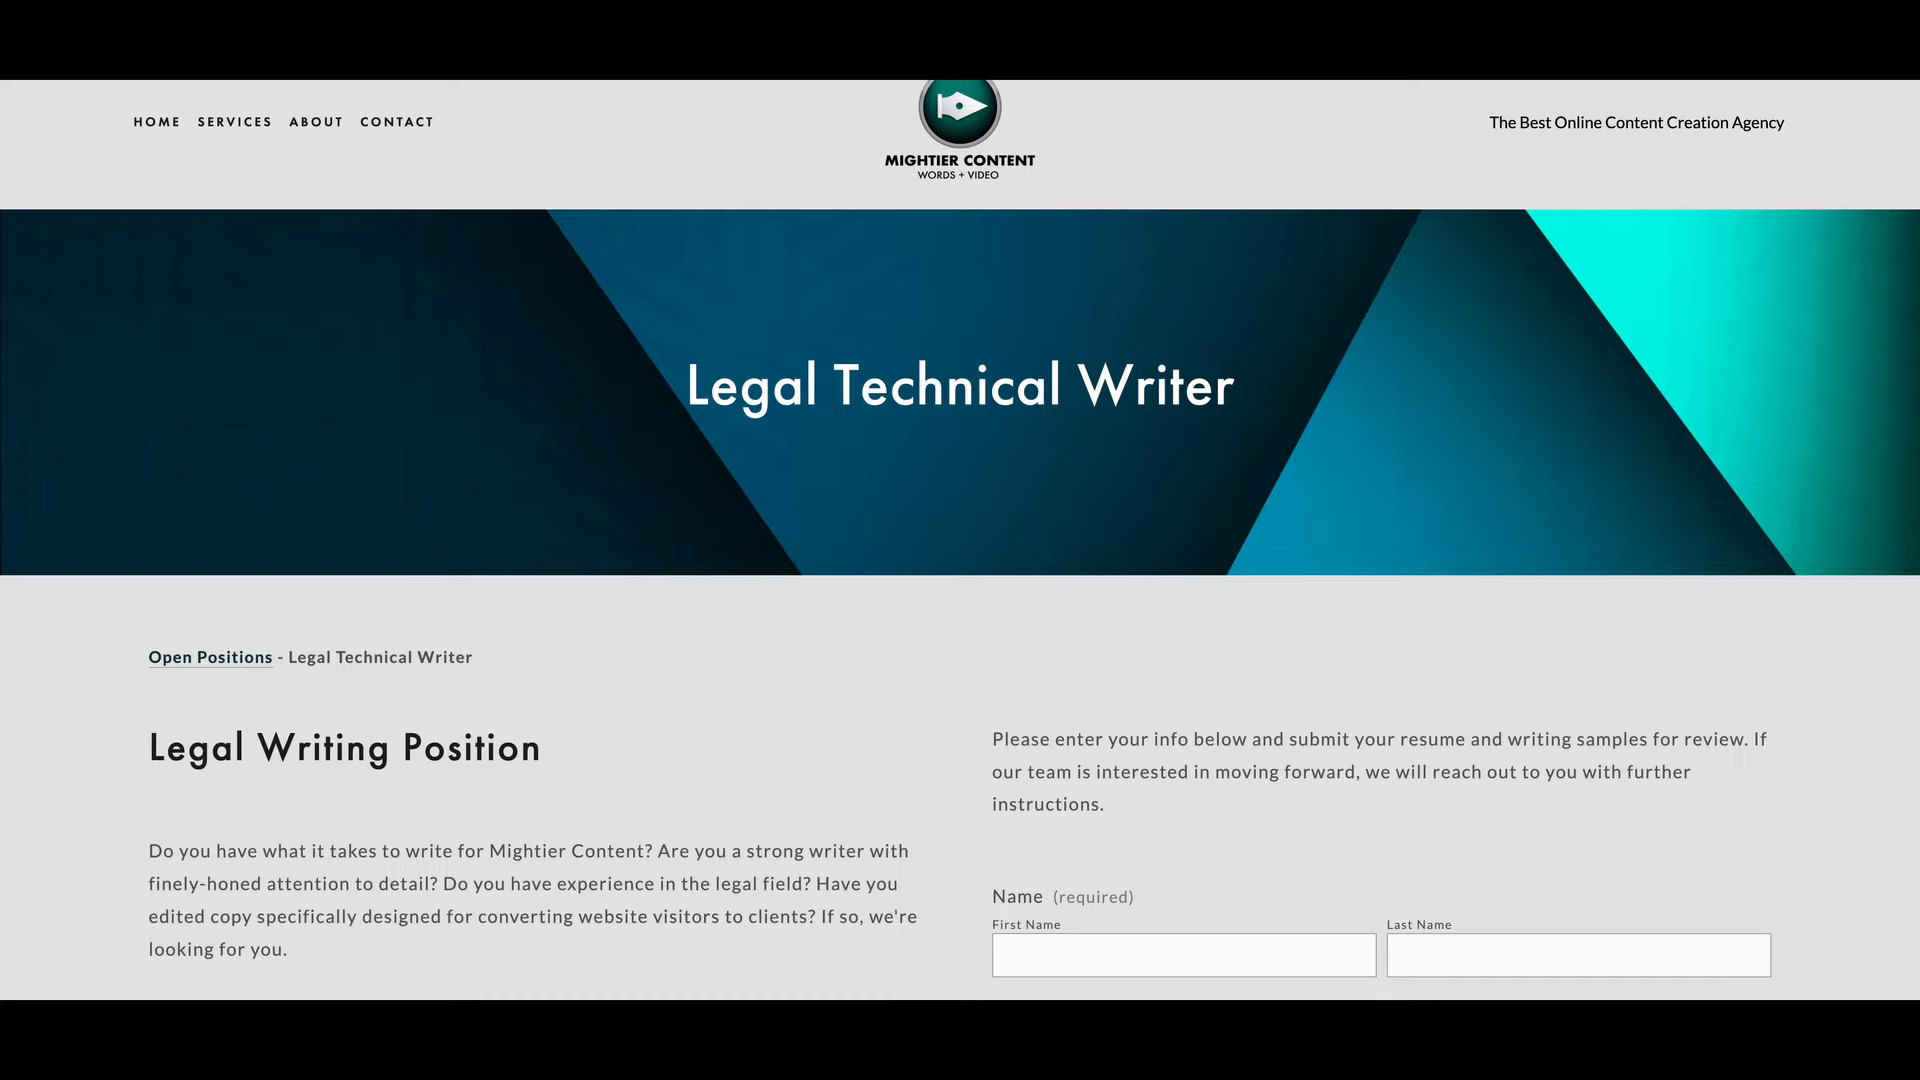 HOME SERVICES ABOUT CONTACT
MIGHTIER CONTENT
WORDS + VIDEO
The Best Online Content Creation Agency
Legal Technical Writer
Open Positions - Legal Technical Writer
Legal Writing Position
Do you have what it takes to write for Mightier Content? Are you a strong writer with
finely-honed attention to detail? Do you have experience in the legal field? Have you
edited copy specifically designed for converting website visitors to clients? If so, we're
looking for you.
Please enter your info below and submit your resume and writing samples for review. If
our team is interested in moving forward, we will reach out to you with further
instructions.
Name (required)
First Name
Last Name